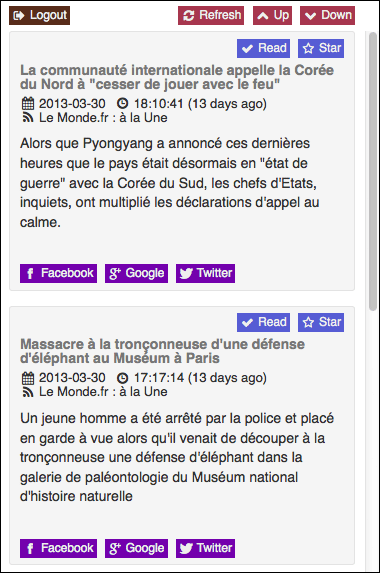 Logout Refresh Up Down
Read Star
La communauté internationale appelle la Corée
du Nord à "cesser de jouer avec le feu"
2013-03-30 18:10:41 (13 days ago)
Le Monde.fr : à la Une
Alors que Pyongyang a annoncé ces dernières
heures que le pays était désormais en "état de
guerre" avec la Corée du Sud, les chefs d'Etats,
inquiets, ont multiplié les déclarations d'appel au
calme.
Facebook Google Twitter
Read Star
Massacre à la tronçonneuse d'une défense
d'éléphant au Muséum à Paris
2013-03-30 17:17:14 (13 days ago)
Le Monde.fr : à la Une
Un jeune homme a été arrêté par la police et placé
en garde à vue alors qu'il venait de découper à la
tronçonneuse une défense d'éléphant dans la
galerie de paléontologie du Muséum national
d'histoire naturelle
Facebook Google Twitter